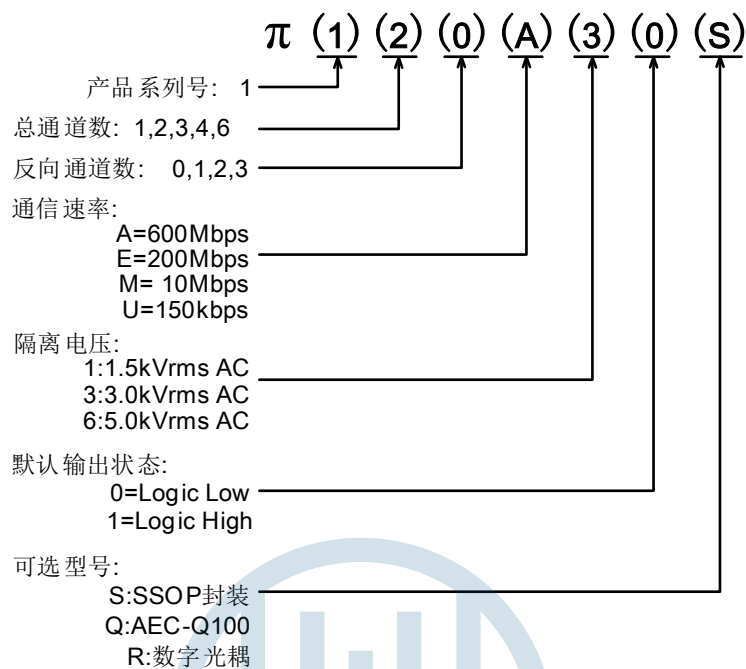 π (1) (2) (0) (A) (3) (0) (S)
产品系列号: 1
总通道数: 1,2,3,4,6
反向通道数: 0,1,2,3
通信速率:
A=600Mbps
E=200Mbps
M= 10Mbps
U=150kbps
隔离电压:
1:1.5kVrms AC
3:3.0kVrms AC
6:5.0kVrms AC
默认输出状态:
0=Logic Low
1=Logic High
可选型号:
S:SSOP封装
Q:AEC-Q100
R:数字光耦